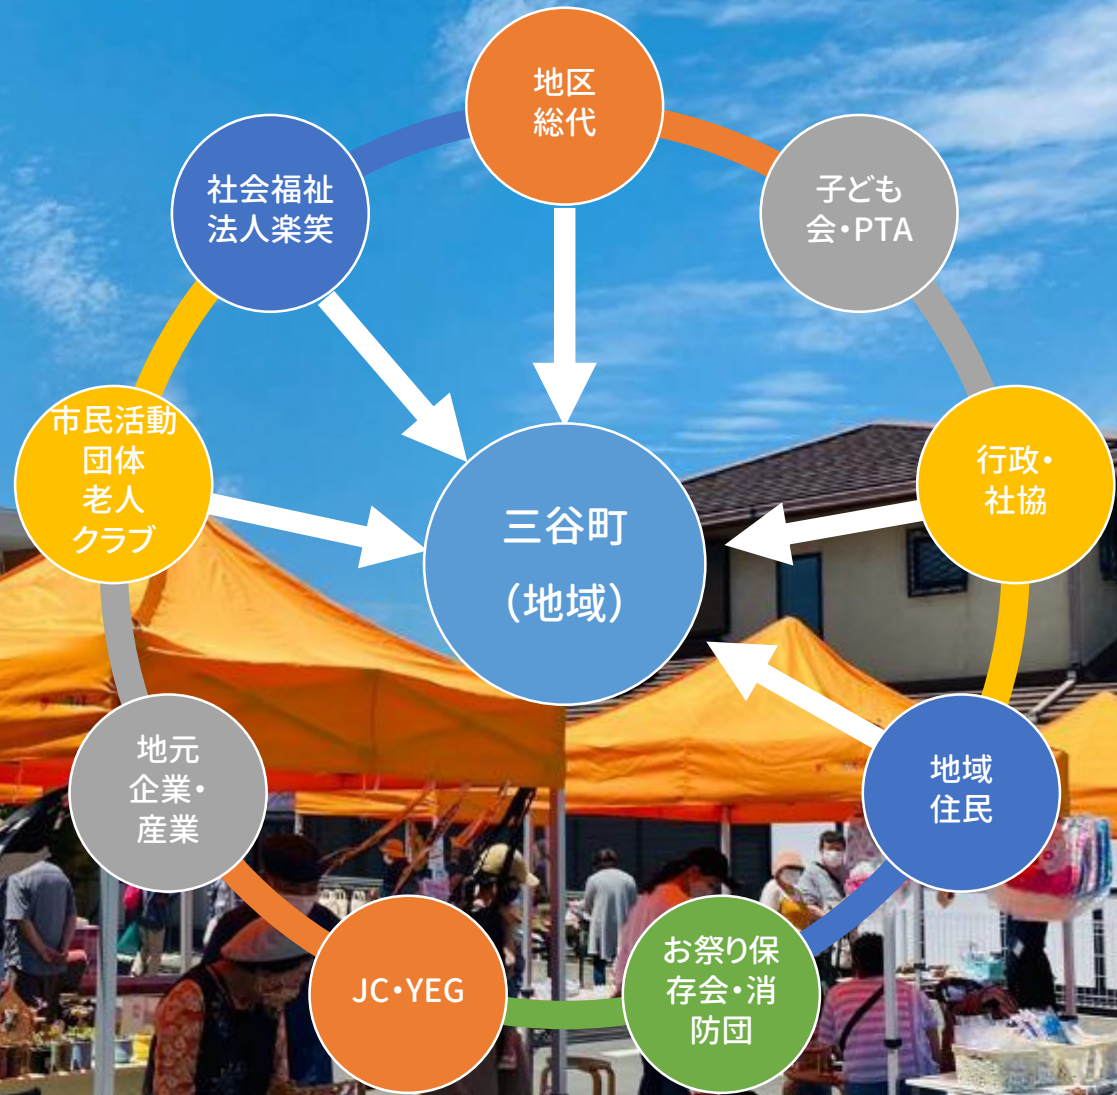 地区
総代
子ども
会・PTA
行政・
社協
地域
住民
お祭り保
存会・消
防団
JC・YEG
地元
企業・
産業
市民活動
団体
老人
クラブ
社会福祉
法人楽笑
三谷町
（地域）